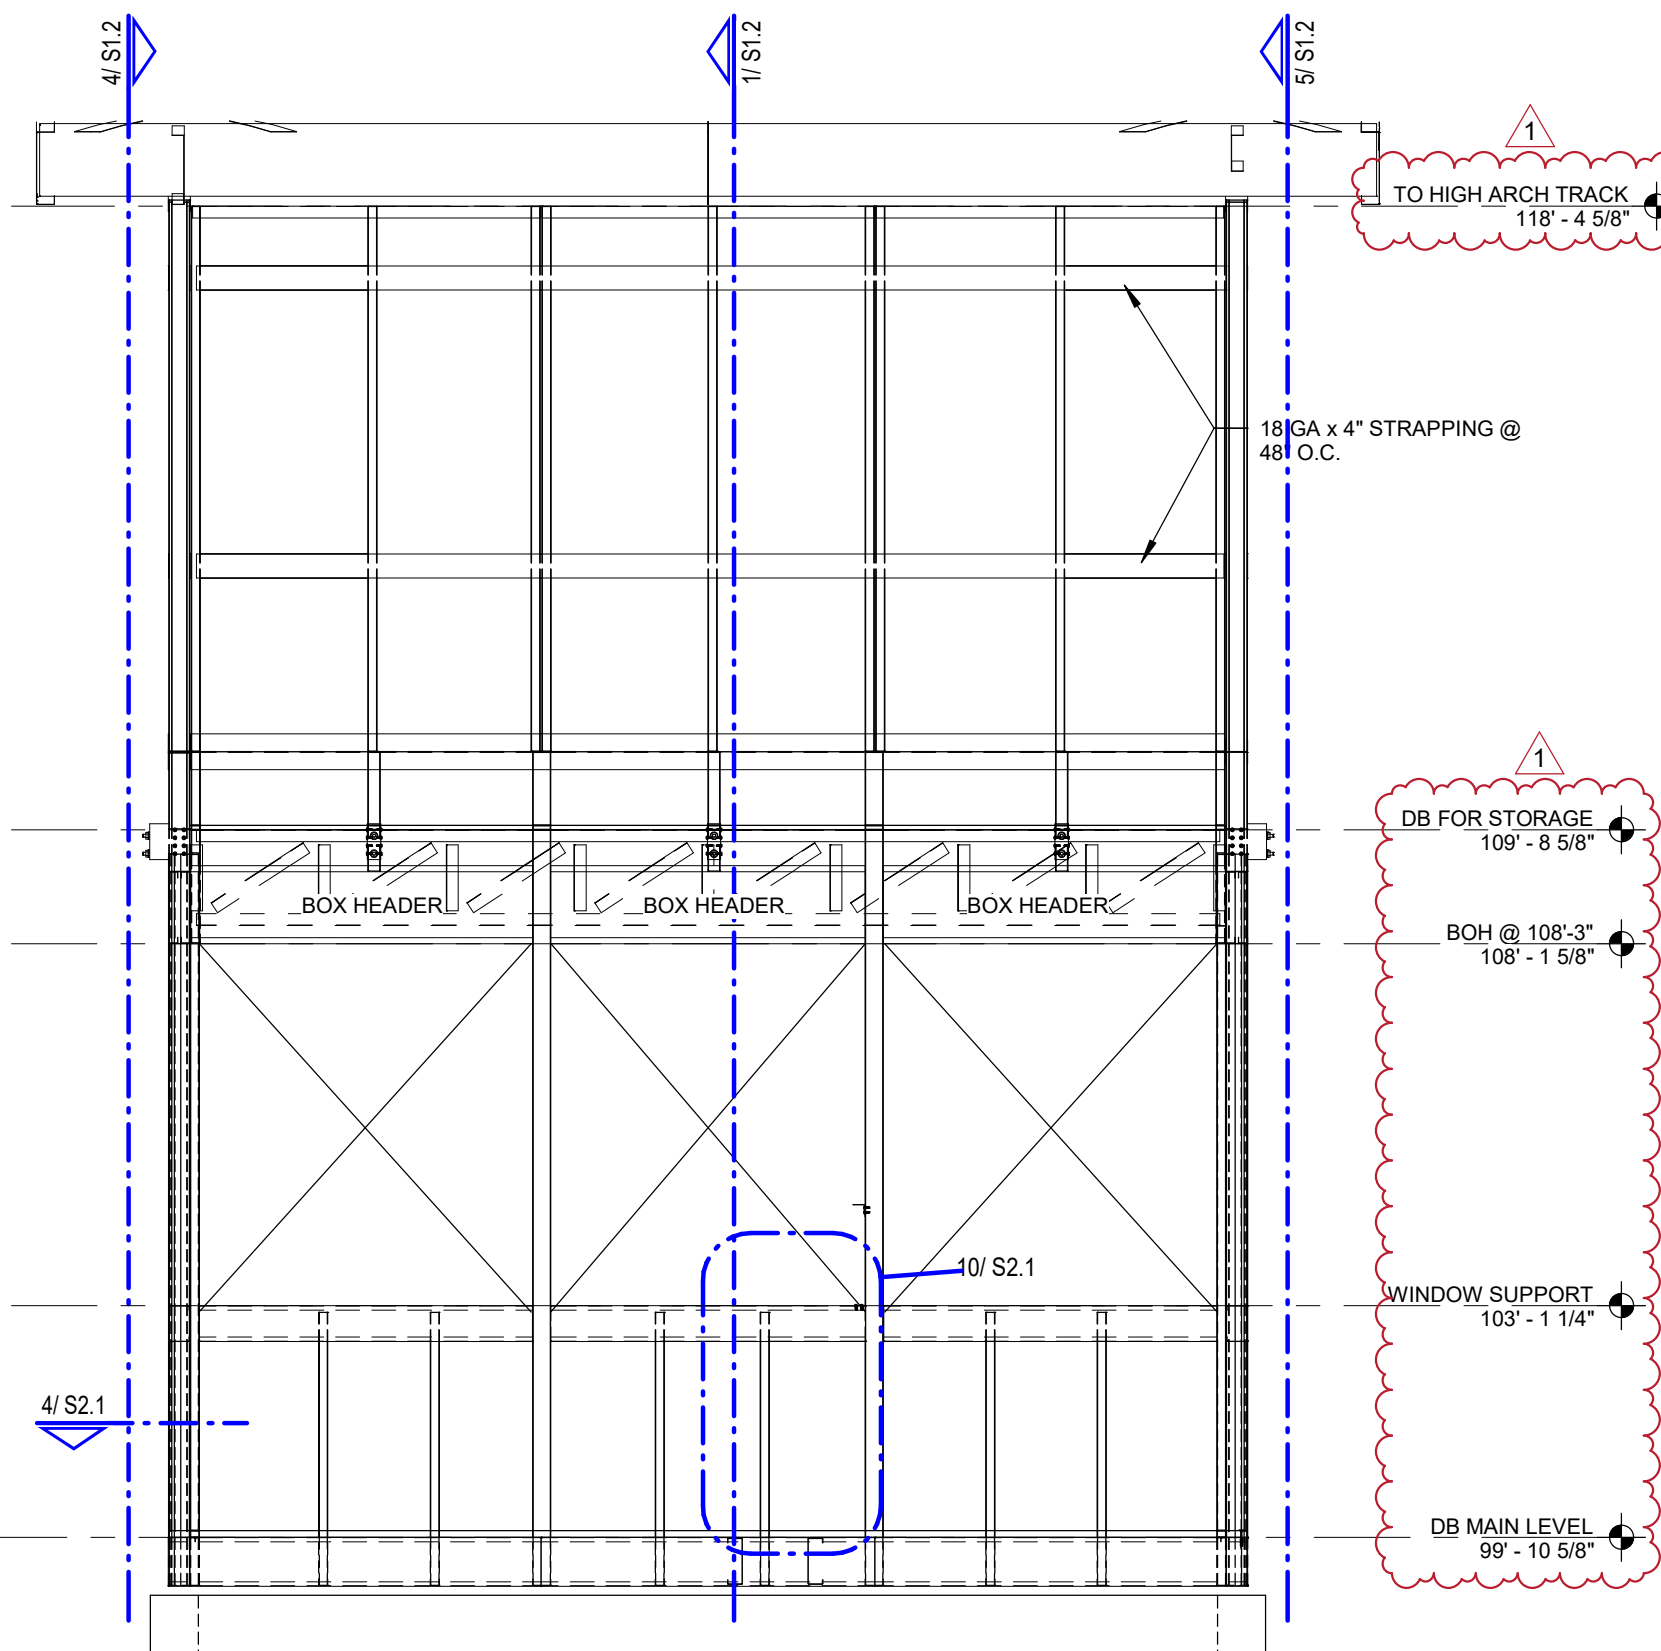 4/ S1.2
1/ S1.2
5/ S1.2
1
TO HIGH ARCH TRACK
118' - 4 5/8"
18 GA x 4" STRAPPING @
48" O.C.
1
DB FOR STORAGE
109' - 8 5/8"
BOX HEADER
BOX HEADER
BOX HEADER
BOH @ 108'-3"
108' - 1 5/8"
10/ S2.1
WINDOW SUPPORT
103' - 1 1/4"
4/ S2.1
DB MAIN LEVEL
99' - 10 5/8"